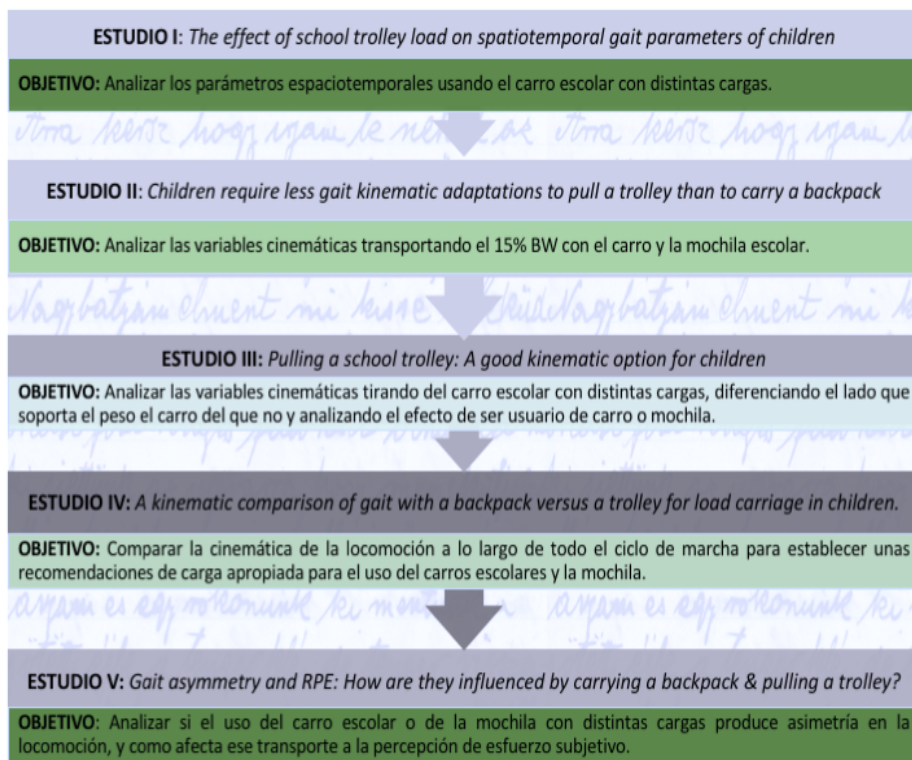 ESTUDIO I: The effect of school trolley load on spatiotemporal gait parameters of children
OBJETIVO: Analizar los parámetros espaciotemporales usando el carro escolar con distintas cargas.
ESTUDIO II: Children require less gait kinematic adaptations to pull a trolley than to carry a backpack
OBJETIVO: Analizar las variables cinemáticas transportando el 15% BW con el carro y la mochila escolar.
ESTUDIO III: Pulling a school trolley: A good kinematic option for children
OBJETIVO: Analizar las variables cinemáticas tirando del carro escolar con distintas cargas, diferenciando el lado que
soporta el peso el carro del que no y analizando el efecto de ser usuario de carro o mochila.
ESTUDIO IV: A kinematic comparison of gait with a backpack versus a trolley for load carriage in children.
OBJETIVO: Comparar la cinemática de la locomoción a lo largo de todo el ciclo de marcha para establecer unas
recomendaciones de carga apropiada para el uso del carros escolares y la mochila.
ESTUDIO V: Gait asymmetry and RPE: How are they influenced by carrying a backpack & pulling a trolley?
OBJETIVO: Analizar si el uso del carro escolar o de la mochila con distintas cargas produce asimetría en la
locomoción, y como afecta ese transporte a la percepción de esfuerzo subjetivo.